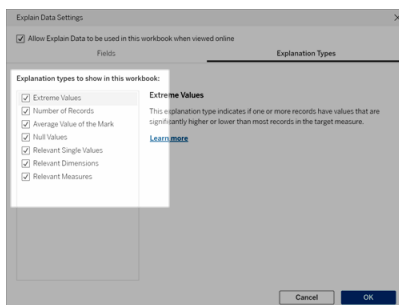 Explain Data Settings
Allow Explain Data to be used in this workbook when viewed online
Fields
Explanation Types
Explanation types to show in this workbook:
Extreme Values
Number of Records
Average Value of the Mark
Null Values
Relevant Single Values
Relevant Dimensions
Relevant Measures
Extreme Values
This explanation type indicates if one or more records have values that are
significantly higher or lower than most records in the target measure.
Learn more
Cancel
OK